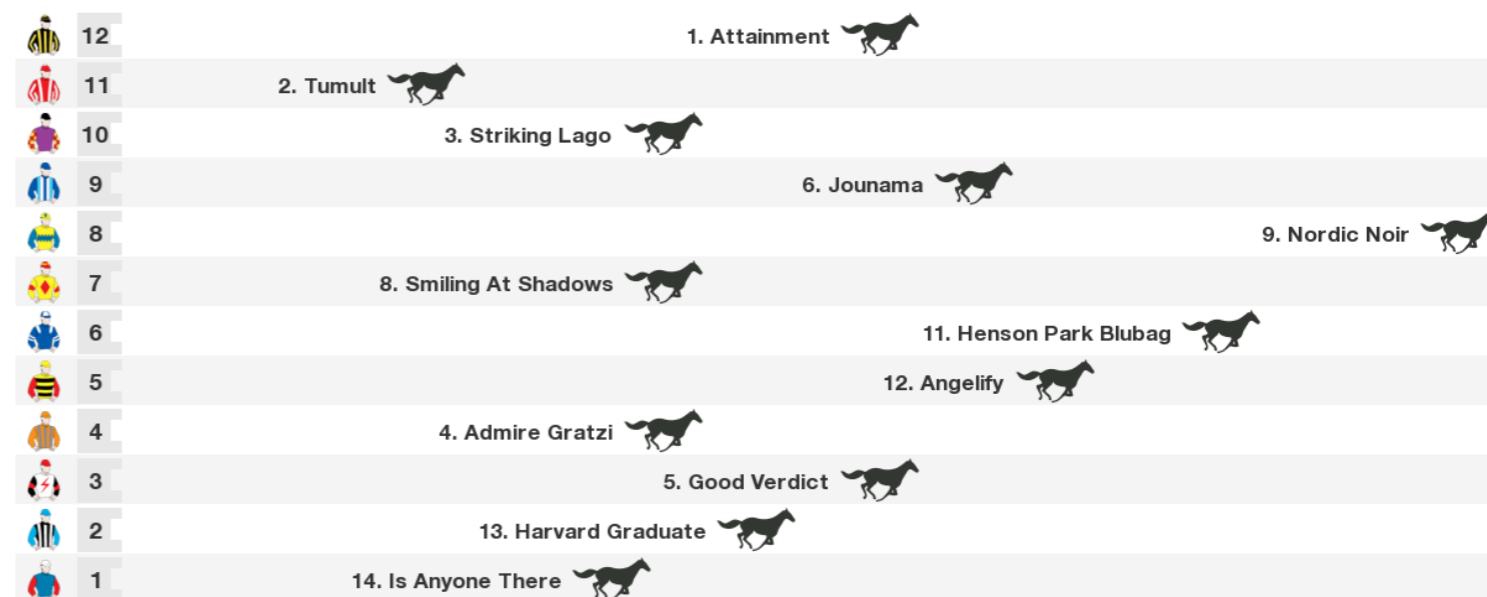 12 1. Attainment
11 2. Tumult
10 3. Striking Lago
9 6. Jounama
8 9. Nordic Noir
7 8. Smiling At Shadows
6 11. Henson Park Blubag
5 12. Angelify
4 4. Admire Gratzi
3 5. Good Verdict
2 13. Harvard Graduate
1 14. Is Anyone There